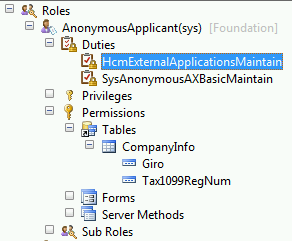 Roles
AnonymousApplicant(sys) [Foundation]
Duties
HcmExternalApplicationsMaintain
SysAnonymousAXBasicMaintain
Privileges
Permissions
Tables
CompanyInfo
Giro
Tax1099RegNum
Forms
Server Methods
Sub Roles